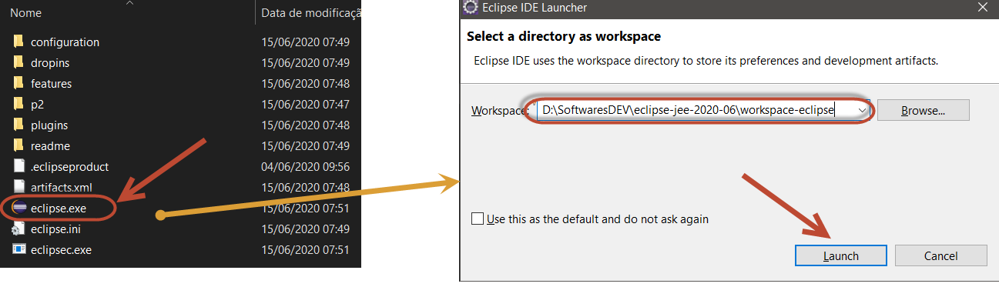 Nome Data de modificaçã
configuration 15/06/2020 07:49
dropins 15/06/2020 07:49
features 15/06/2020 07:48
p2 15/06/2020 07:47
plugins 15/06/2020 07:48
readme 15/06/2020 07:49
.eclipseproduct 04/06/2020 09:56
artifacts.xml 15/06/2020 07:48
eclipse.exe 15/06/2020 07:51
eclipse.ini 15/06/2020 07:49
eclipsec.exe 15/06/2020 07:51
Eclipse IDE Launcher
Select a directory as workspace
Eclipse IDE uses the workspace directory to store its preferences and development artifacts.
Workspace: D:\SoftwaresDEV\eclipse-jee-2020-06\workspace-eclipse Browse...
Use this as the default and do not ask again
Launch Cancel